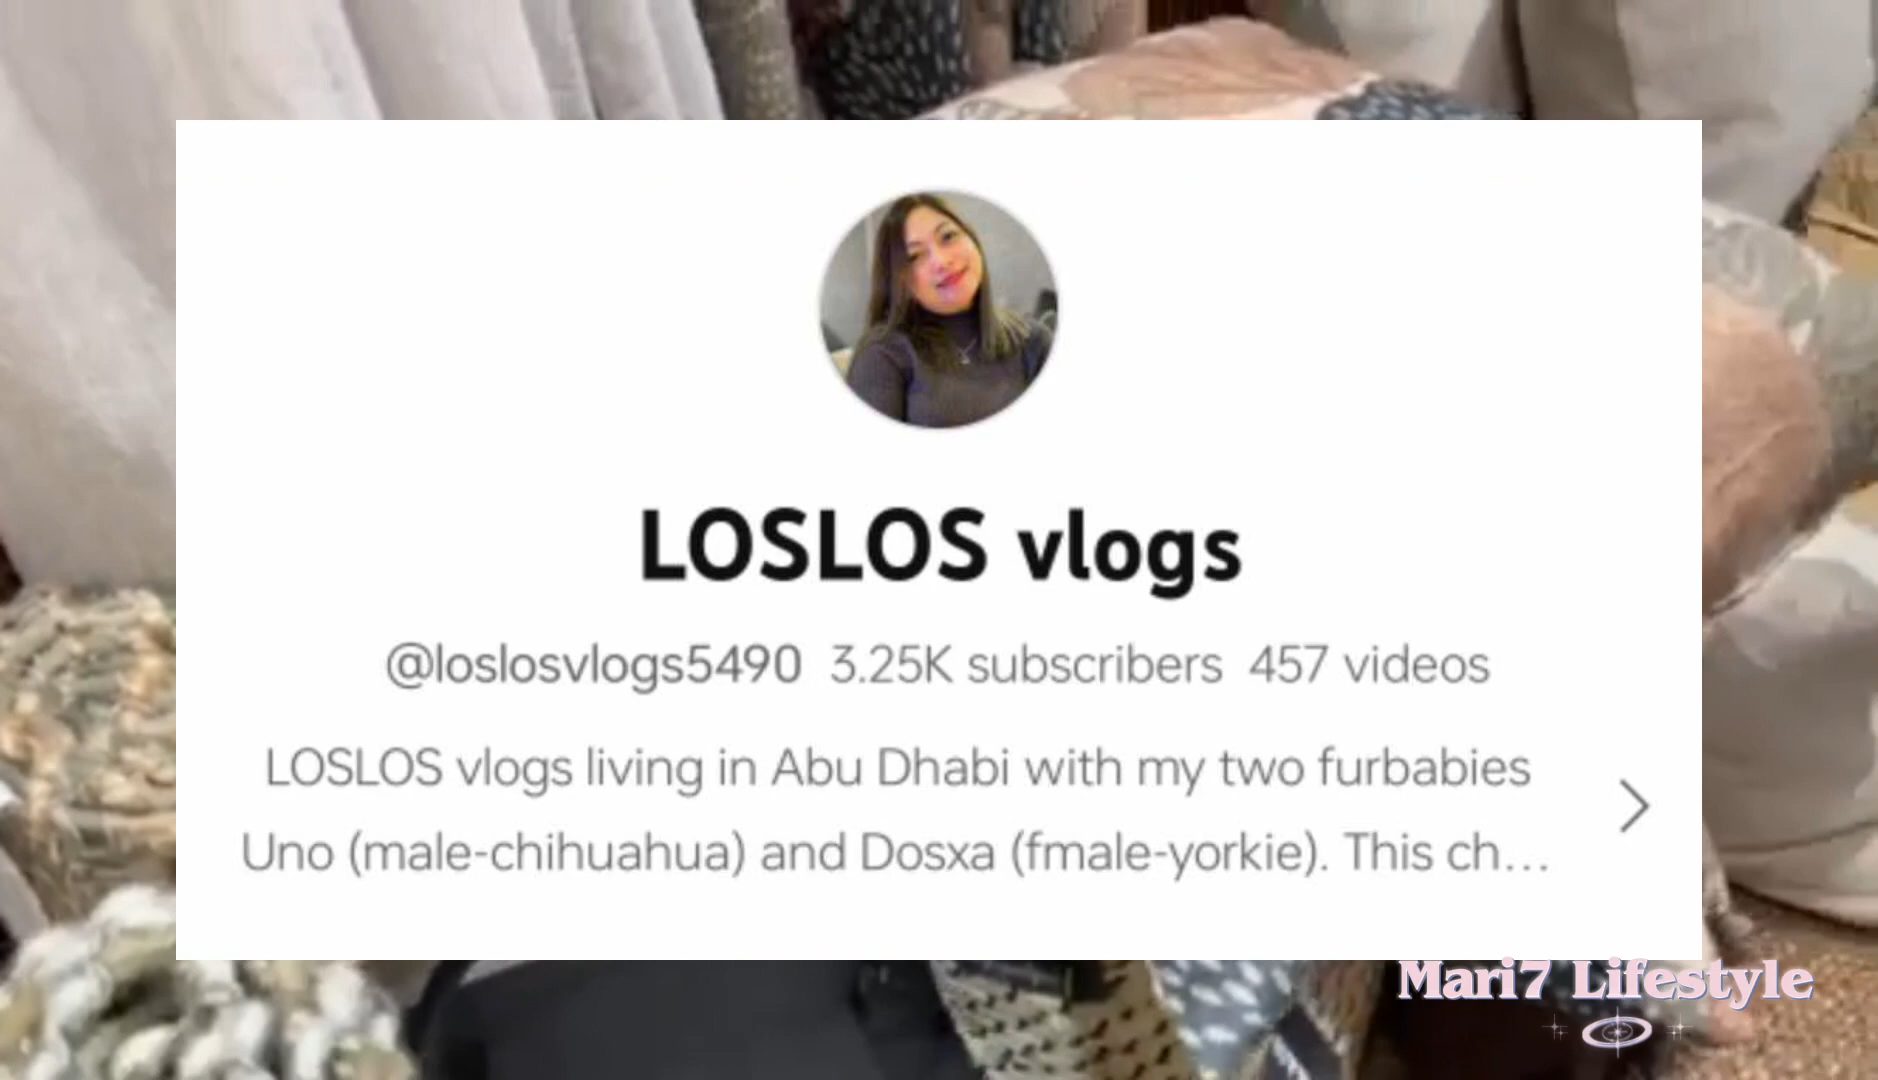 LOSLOS vlogs
@loslosvlogs5490 3.25K subscribers 457 videos
LOSLOS vlogs living in Abu Dhabi with my two furbabies
Uno (male-chihuahua) and Dosxa (fmale-yorkie). This ch...
Mari7 Lifestyle